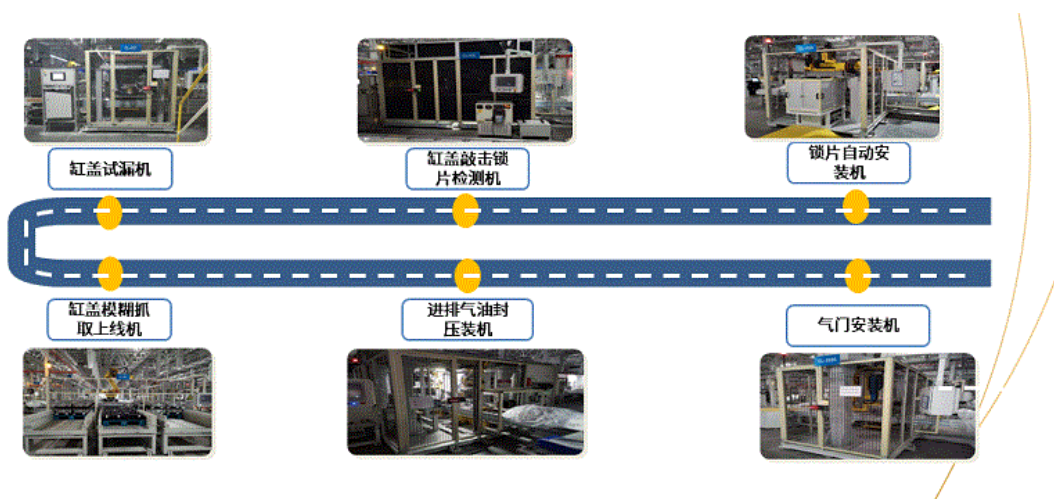 缸盖试漏机
缸盖敲击锁
片检测机
锁片自动安
装机
缸盖模糊抓
取上线机
进排气油封
压装机
气门安装机